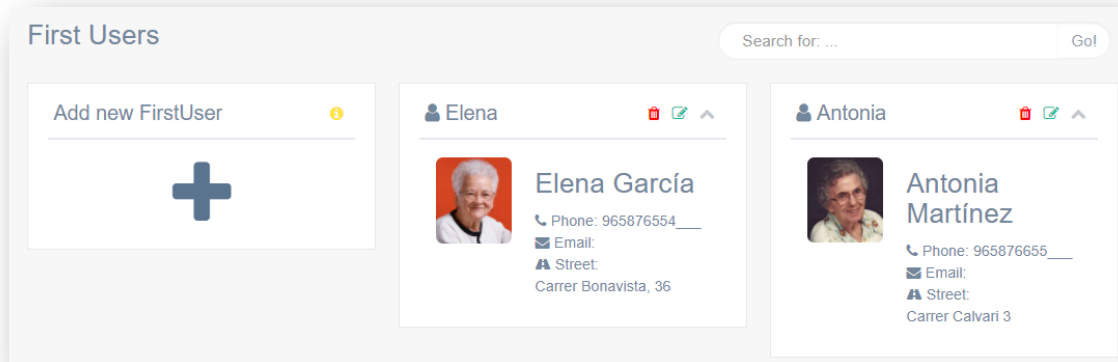 First Users
Search for: ...
Go!
Add new FirstUser
Elena
Elena García
Phone: 965876554___
Email:
Street:
Carrer Bonavista, 36
Antonia
Antonia
Martínez
Phone: 965876655___
Email:
Street:
Carrer Calvari 3